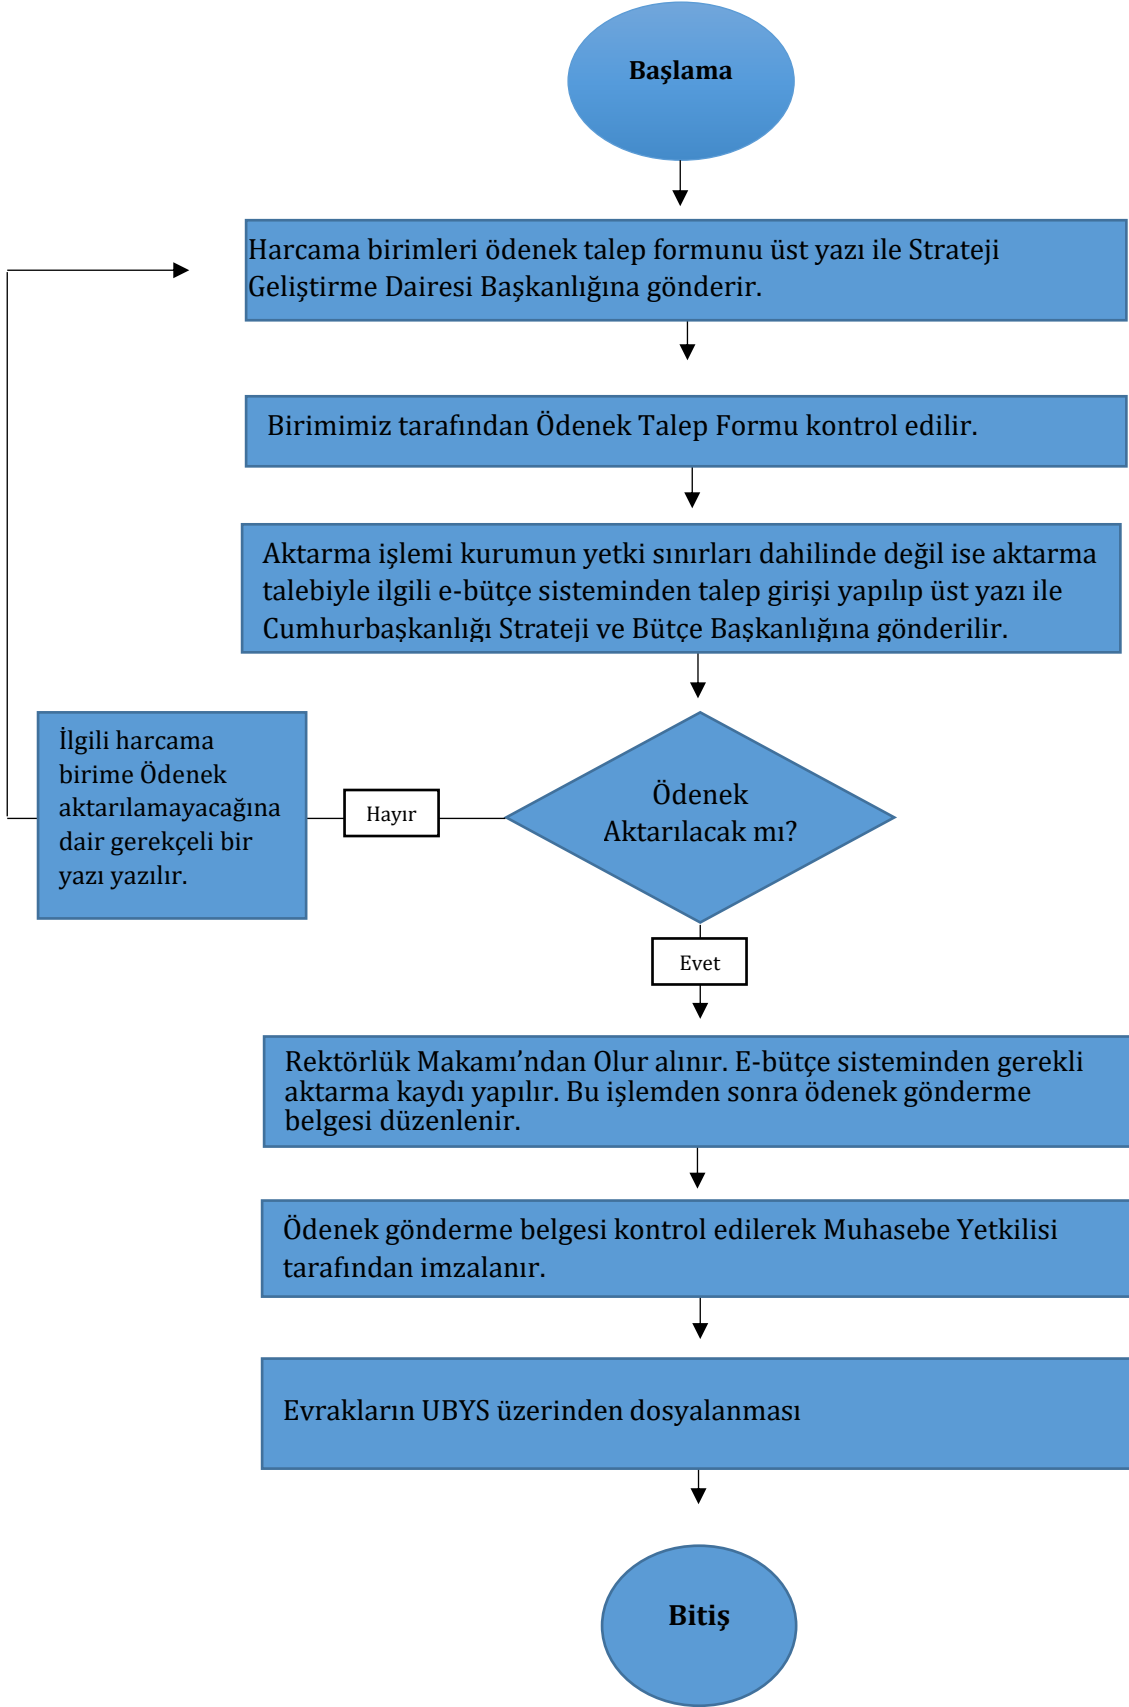 Başlama
Harcama birimleri ödenek talep formunu üst yazı ile Strateji
Geliştirme Dairesi Başkanlığına gönderir.
Birimimiz tarafından Ödenek Talep Formu kontrol edilir.
Aktarma işlemi kurumun yetki sınırları dahilinde değil ise aktarma
talebiyle ilgili e-bütçe sisteminden talep girişi yapılıp üst yazı ile
Cumhurbaşkanlığı Strateji ve Bütçe Başkanlığına gönderilir.
İlgili harcama
birime Ödenek
aktarılamayacağına
dair gerekçeli bir
yazı yazılır.
Hayır
Ödenek
Aktarılacak mı?
Evet
Rektörlük Makamı’ndan Olur alınır. E-bütçe sisteminden gerekli
aktarma kaydı yapılır. Bu işlemden sonra ödenek gönderme
belgesi düzenlenir.
Ödenek gönderme belgesi kontrol edilerek Muhasebe Yetkilisi
tarafından imzalanır.
Evrakların UBYS üzerinden dosyalanması
Bitiş